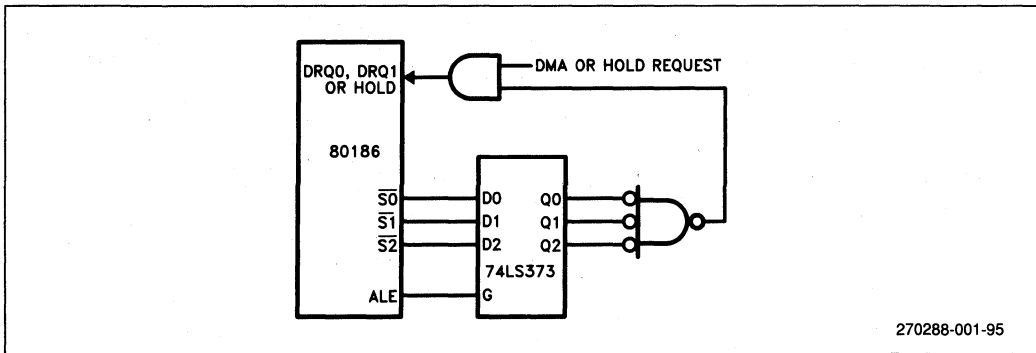 DRQ0, DRQ1
OR HOLD
DMA OR HOLD REQUEST
80186
S0 D0 Q0
S1 D1 Q1
S2 D2 Q2
74LS373
ALE G
270288-001-95